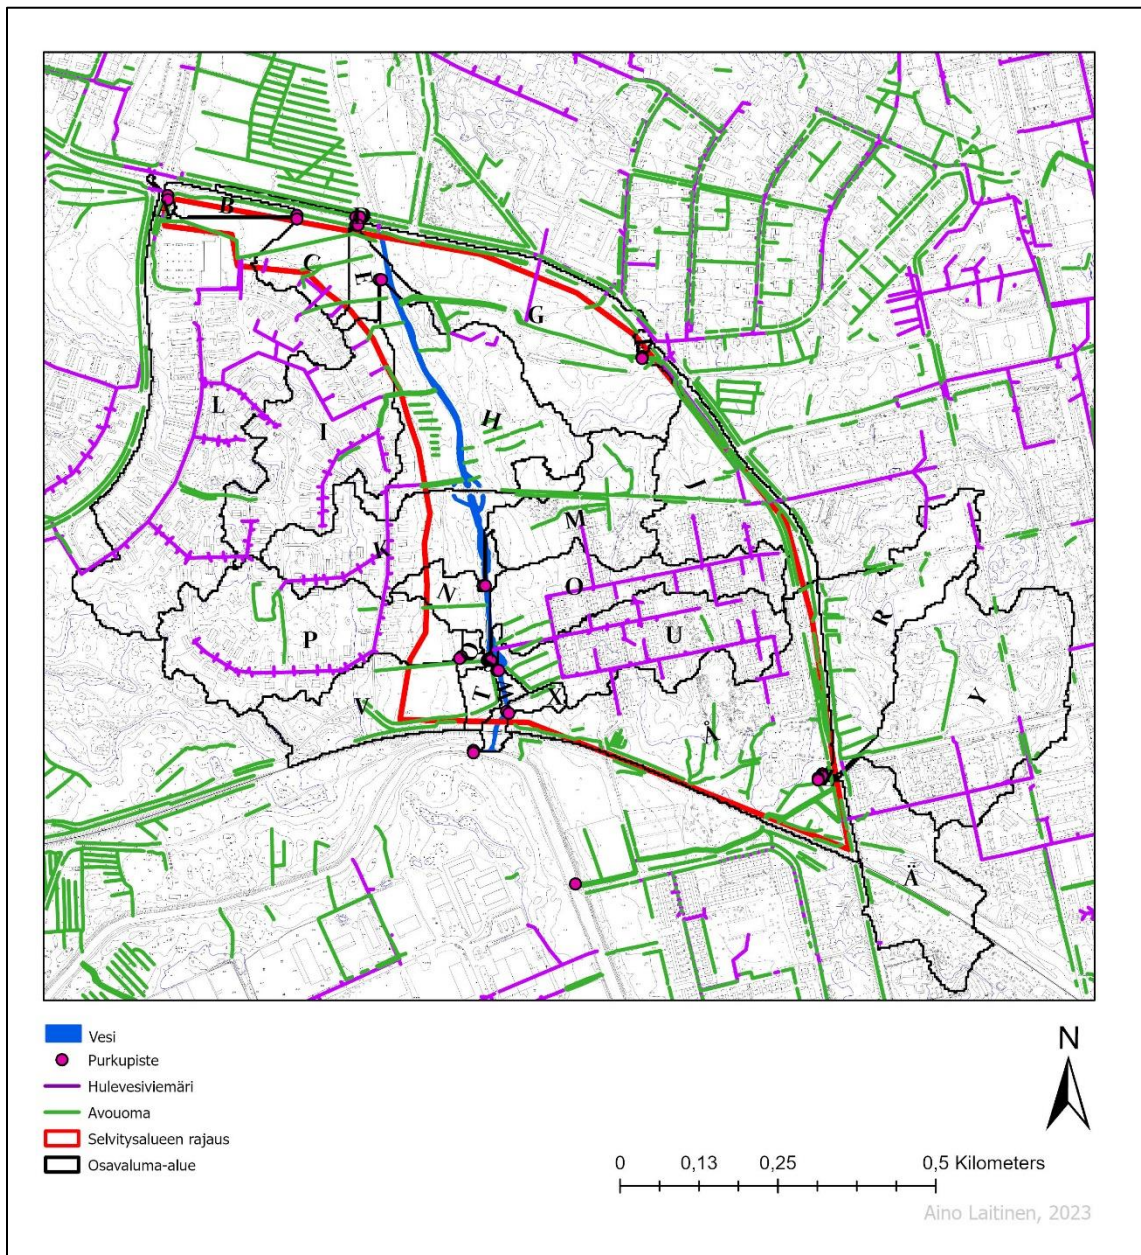 B
A
D
C
E
G
F
H
L
I
J
M
K
N
O
R
P
U
Q
Y
T
X
V
Å
Ä
Vesi
Purkupiste
Hulevesiviemäri
Avouoma
Selvitysalueen rajaus
Osavaluma-alue
N
0 0,13 0,25 0,5 Kilometers
Aino Laitinen, 2023